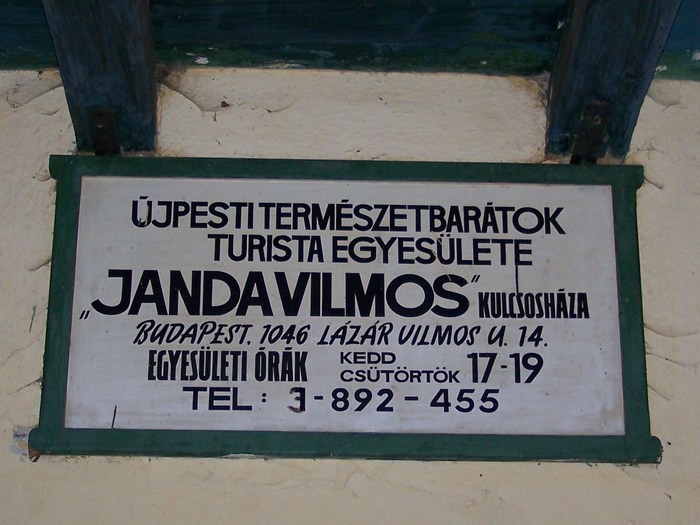 ÚJPESTI TERMÉSZETBARÁTOK
TURISTA EGYESÜLETE
„JANDA VILMOS" KULCSOSHÁZA
BUDAPEST. 1046 LÁZÁR VILMOS U. 14.
EGYESÜLETI ÓRÁK KEDD CSÜTÖRTÖK 17-19
TEL: 3-892-455